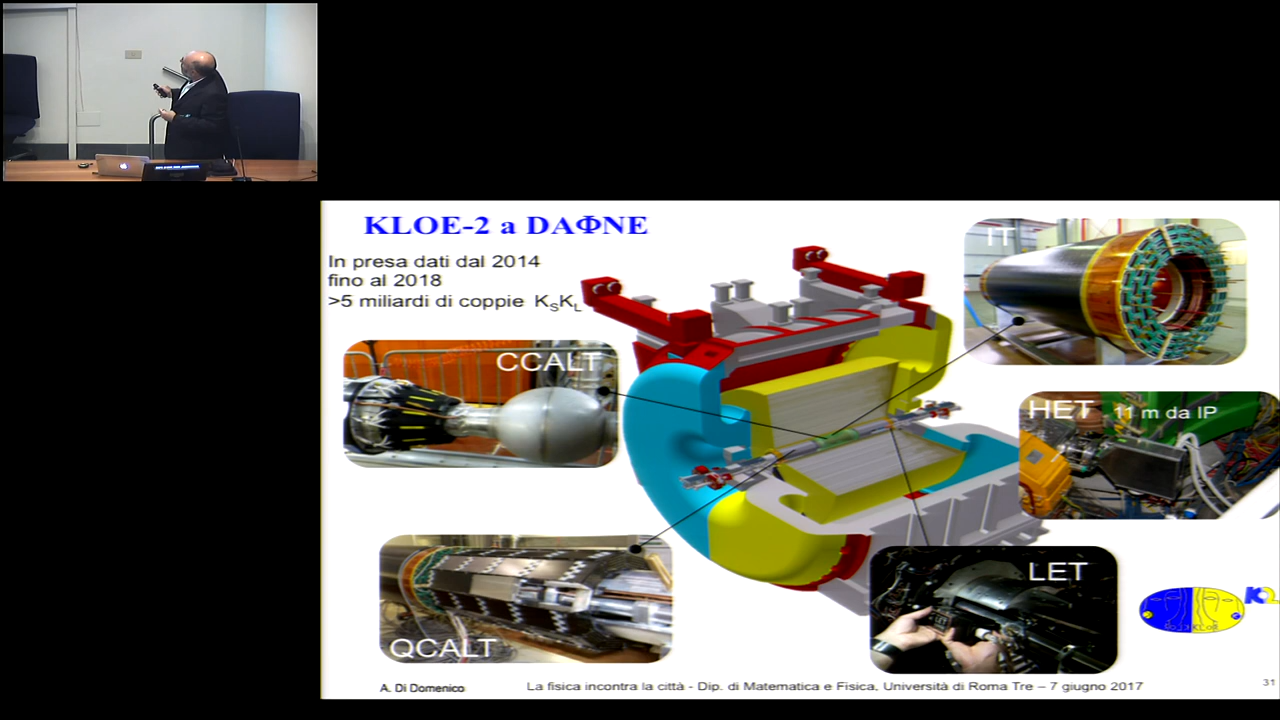 KLOE-2 a DAΦNE
In presa dati dal 2014
fino al 2018
>5 miliardi di coppie KSKL
IT
CCALT
HET 11 m da IP
LET
QCALT
K2
KLOE
A. Di Domenico
La fisica incontra la città - Dip. di Matematica e Fisica, Università di Roma Tre – 7 giugno 2017
31